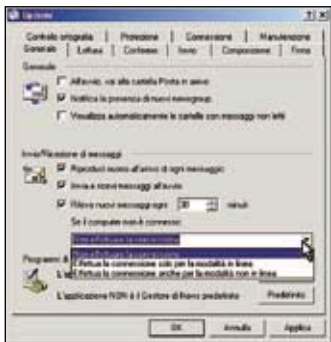 Opzioni
Controllo ortografia Protezione Connessione Manutenzione
Generale Lettura Conferme Invio Composizione Firma
Generale
All'avvio, vai alla cartella Posta in arrivo
Notifica la presenza di nuovi newsgroup
Visualizza automaticamente le cartelle con messaggi non letti
Invio/Ricezione di messaggi
Riproduci suono all'arrivo di ogni messaggio
Invia e ricevi messaggi all'avvio
Rileva nuovi messaggi ogni 30 minuti
Se il computer non è connesso:
Effettua la connessione solo per la modalità in linea
Effettua la connessione anche per la modalità non in linea
Programmi
L'applicazione NON è il Gestore di News predefinito Predefinito
OK Annulla Applica